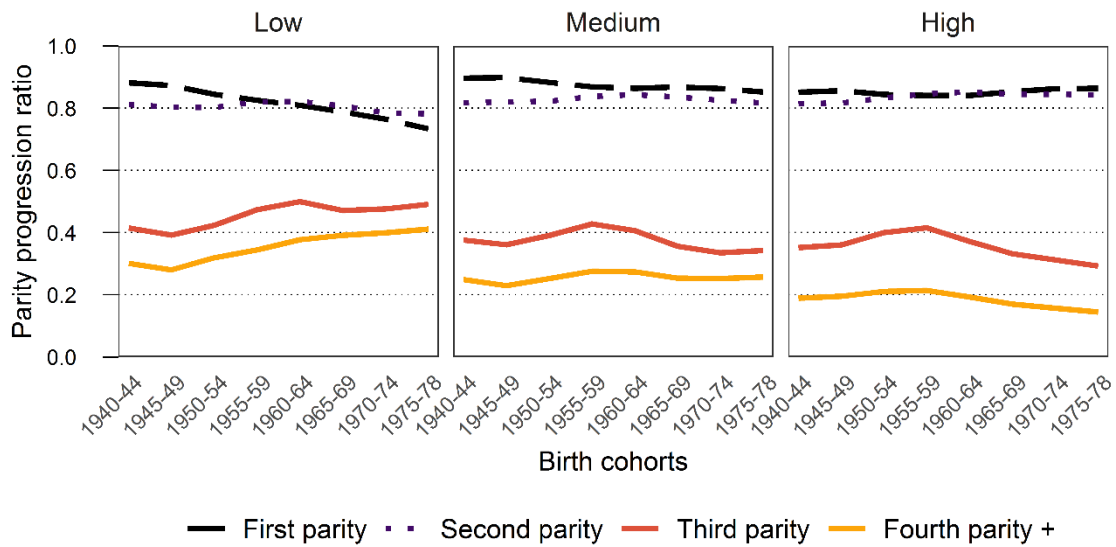 Low Medium High
Parity progression ratio
1.0
0.8
0.6
0.4
0.2
0.0
1940-44 1945-49 1950-54 1955-59 1960-64 1965-69 1970-74 1975-78
1940-44 1945-49 1950-54 1955-59 1960-64 1965-69 1970-74 1975-78
1940-44 1945-49 1950-54 1955-59 1960-64 1965-69 1970-74 1975-78
Birth cohorts
First parity Second parity Third parity Fourth parity +